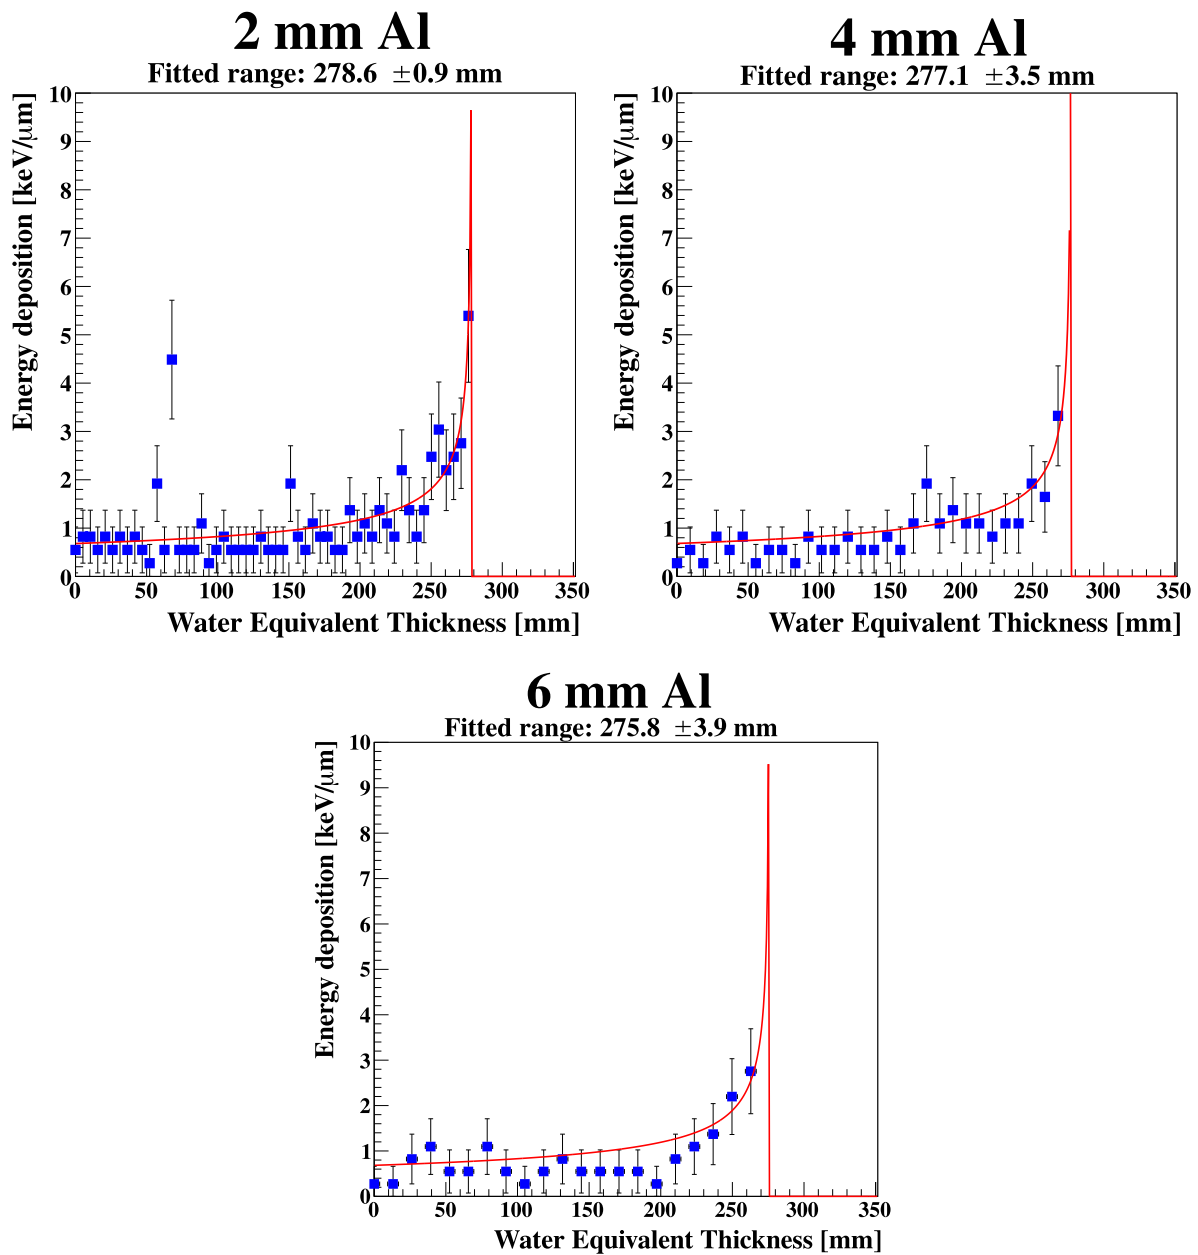 2 mm Al
Fitted range: 278.6 ±0.9 mm
Energy deposition [keV/μm]
10
9
8
7
6
5
4
3
2
1
0
0 50 100 150 200 250 300 350
Water Equivalent Thickness [mm]
4 mm Al
Fitted range: 277.1 ±3.5 mm
Energy deposition [keV/μm]
10
9
8
7
6
5
4
3
2
1
0
0 50 100 150 200 250 300 350
Water Equivalent Thickness [mm]
6 mm Al
Fitted range: 275.8 ±3.9 mm
Energy deposition [keV/μm]
10
9
8
7
6
5
4
3
2
1
0
0 50 100 150 200 250 300 350
Water Equivalent Thickness [mm]